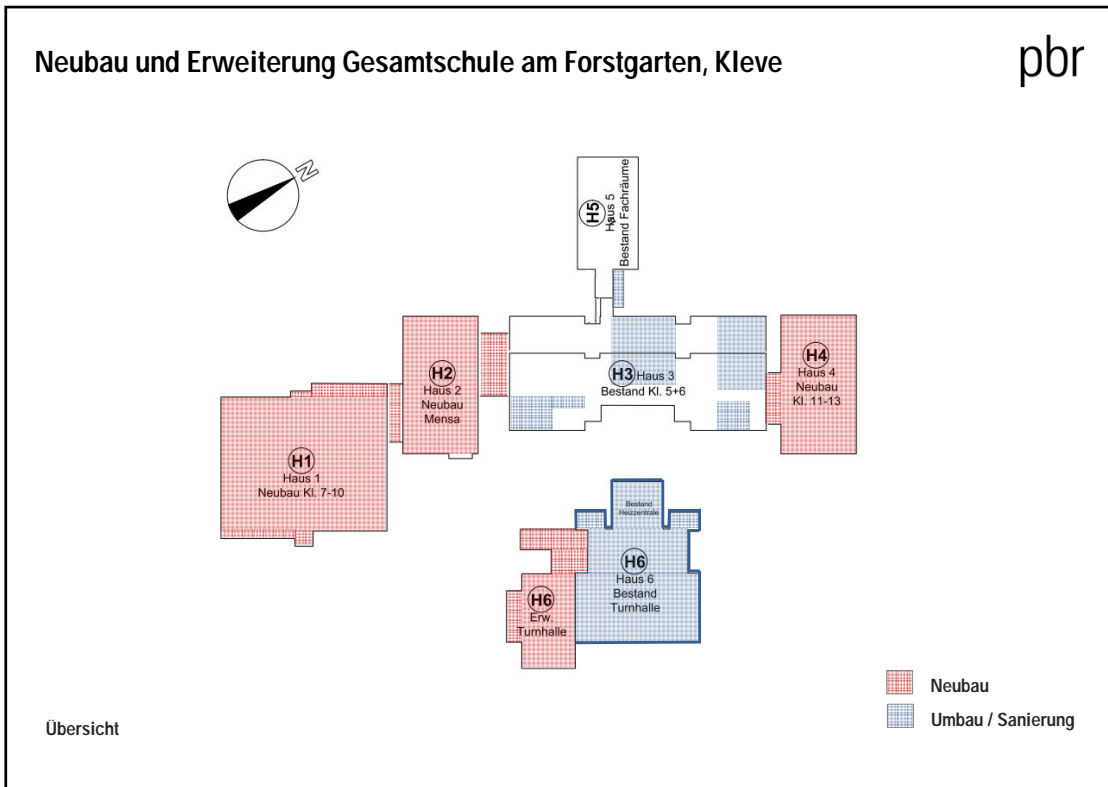 Neubau und Erweiterung Gesamtschule am Forstgarten, Kleve
pbr
N
H5
Haus 5
Bestand Fachräume
H2
Haus 2
Neubau
Mensa
H3 Haus 3
Bestand Kl. 5+6
H4
Haus 4
Neubau
Kl. 11-13
H1
Haus 1
Neubau Kl. 7-10
Bestand
Heizzentrale
H6
Haus 6
Bestand
Turnhalle
H6
Erw.
Turnhalle
Neubau
Umbau / Sanierung
Übersicht